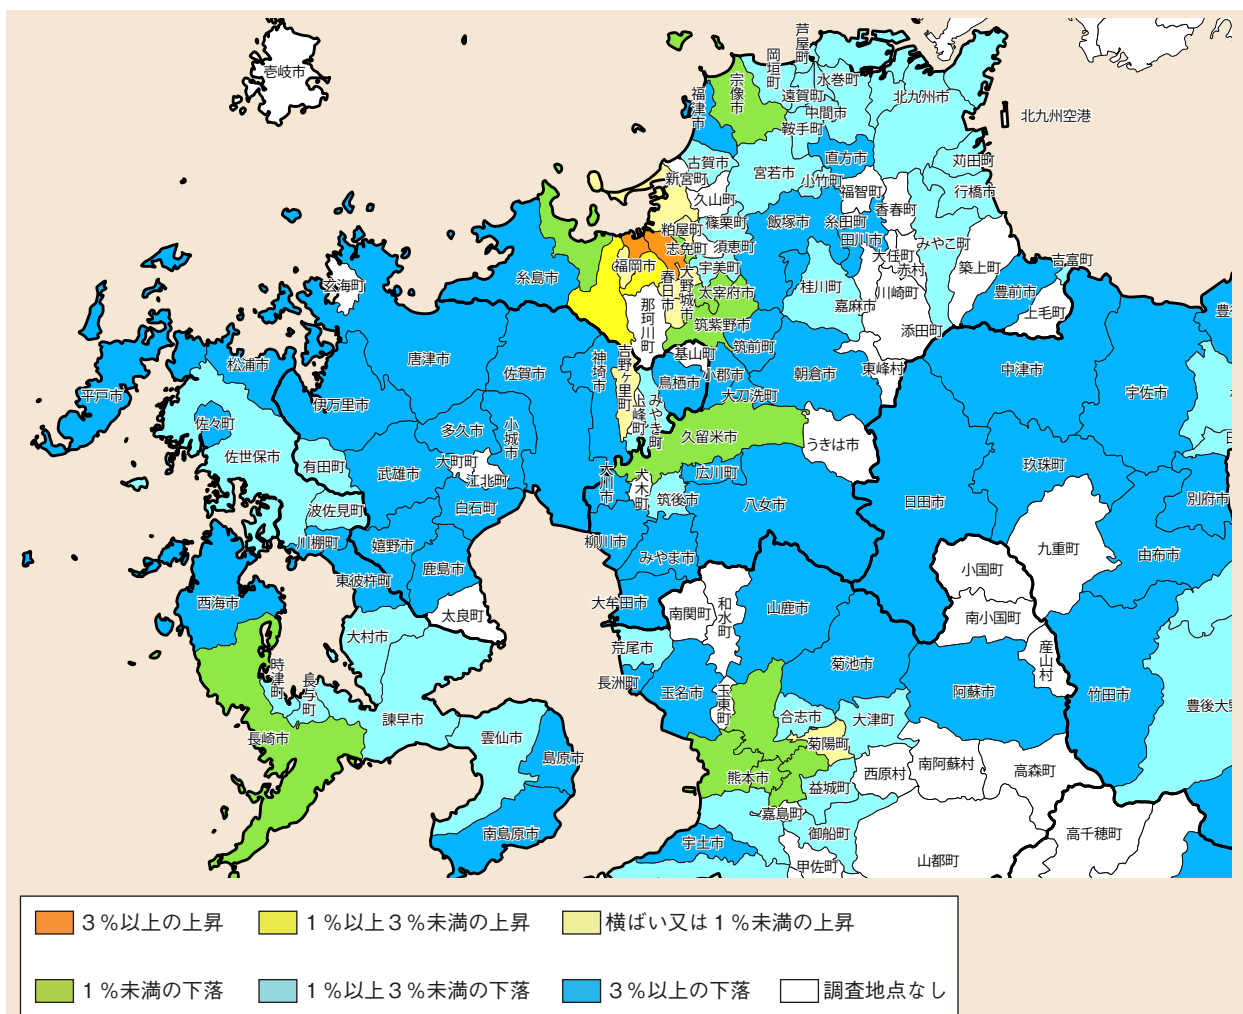 壱岐市
芦屋町
岡垣町
水巻町
宗像市
福津市
遠賀町
北九州市
中間市
北九州空港
鞍手町
直方市
古賀市
苅田町
宮若市
新宮町
小竹町
福智町
行橋市
久山町
香春町
篠栗町
飯塚市
糸田町
粕屋町
田川市
みやこ町
志免町
須恵町
大任町
吉富町
糸島市
福岡市
宇美町
赤村
築上町
玄海町
春日市
大野城市
太宰府市
桂川町
川崎町
豊前市
那珂川町
嘉麻市
上毛町
筑紫野市
添田町
唐津市
松浦市
神埼市
吉野ヶ里町
基山町
筑前町
佐賀市
小郡市
朝倉市
東峰村
中津市
鳥栖市
平戸市
伊万里市
上峰町
みやき町
大刀洗町
宇佐市
佐々町
小城市
多久市
久留米市
うきは市
佐世保市
有田町
武雄市
大町町
江北町
大川市
大木町
広川町
玖珠町
波佐見町
白石町
筑後市
八女市
日田市
別府市
川棚町
嬉野市
柳川市
みやま市
九重町
由布市
東彼杵町
鹿島市
小国町
西海市
太良町
大牟田市
南関町
和水町
山鹿市
南小国町
大村市
荒尾市
菊池市
産山村
時津町
長与町
長洲町
玉名市
玉東町
阿蘇市
竹田市
諫早市
合志市
大津町
豊後大野
長崎市
雲仙市
菊陽町
島原市
熊本市
西原村
南阿蘇村
高森町
益城町
嘉島町
南島原市
宇土市
御船町
高千穂町
甲佐町
山都町
３％以上の上昇
１％以上３％未満の上昇
横ばい又は１％未満の上昇
１％未満の下落
１％以上３％未満の下落
３％以上の下落
調査地点なし